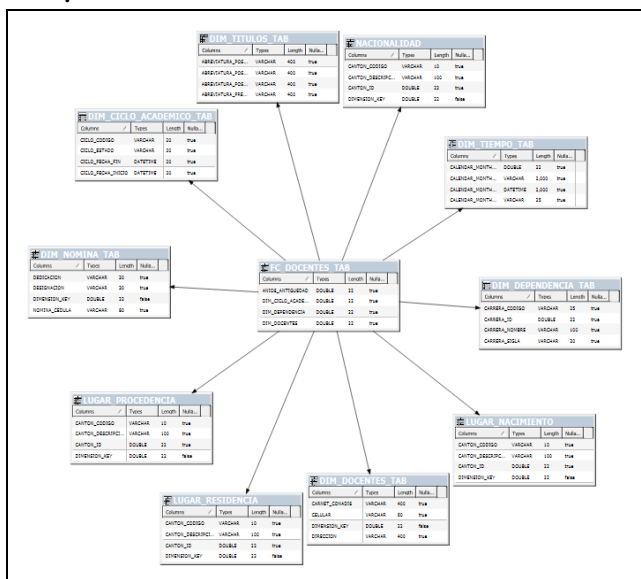 DIM_TITULOS_TAB
Columns / Types Length Nulla...
ABREVIATURA_POS... VARCHAR 400 true
ABREVIATURA_POS... VARCHAR 400 true
ABREVIATURA_POS... VARCHAR 400 true
ABREVIATURA_PRE... VARCHAR 400 true
NACIONALIDAD
Columns / Types Length Nulla...
CANTON_CODIGO VARCHAR 10 true
CANTON_DESCRIPC... VARCHAR 100 true
CANTON_ID DOUBLE 22 true
DIMENSION_KEY DOUBLE 22 false
DIM_CICLO_ACADEMICO_TAB
Columns / Types Length Nulla...
CICLO_CODIGO VARCHAR 30 true
CICLO_ESTADO VARCHAR 30 true
CICLO_FECHA_FIN DATETIME 30 true
CICLO_FECHA_INICIO DATETIME 30 true
DIM_TIEMPO_TAB
Columns / Types Length Nulla...
CALENDAR_MONTH... DOUBLE 22 true
CALENDAR_MONTH... VARCHAR 2,000 true
CALENDAR_MONTH... DATETIME 2,000 true
CALENDAR_MONTH... VARCHAR 25 true
DIM_NOMINA_TAB
Columns / Types Length Nulla...
DEDICACION VARCHAR 30 true
DESIGNACION VARCHAR 30 true
DIMENSION_KEY DOUBLE 22 false
NOMINA_CEDULA VARCHAR 80 true
FC_DOCENTES_TAB
Columns / Types Length Nulla...
ANIOS_ANTIGUEDAD DOUBLE 22 true
DIM_CICLO_ACADE... DOUBLE 22 true
DIM_DEPENDENCIA DOUBLE 22 true
DIM_DOCENTES DOUBLE 22 true
DIM_DEPENDENCIA_TAB
Columns / Types Length Nulla...
CARRERA_CODIGO VARCHAR 25 true
CARRERA_ID DOUBLE 22 true
CARRERA_NOMBRE VARCHAR 100 true
CARRERA_SIGLA VARCHAR 20 true
LUGAR_PROCEDENCIA
Columns / Types Length Nulla...
CANTON_CODIGO VARCHAR 10 true
CANTON_DESCRIPCI... VARCHAR 100 true
CANTON_ID DOUBLE 22 true
DIMENSION_KEY DOUBLE 22 false
LUGAR_NACIMIENTO
Columns / Types Length Nulla...
CANTON_CODIGO VARCHAR 10 true
CANTON_DESCRIPC... VARCHAR 100 true
CANTON_ID DOUBLE 22 true
DIMENSION_KEY DOUBLE 22 false
LUGAR_RESIDENCIA
Columns / Types Length Nulla...
CANTON_CODIGO VARCHAR 10 true
CANTON_DESCRIPCI... VARCHAR 100 true
CANTON_ID DOUBLE 22 true
DIMENSION_KEY DOUBLE 22 false
DIM_DOCENTES_TAB
Columns / Types Length Nulla...
CARNET_CONADIS VARCHAR 400 true
CELULAR VARCHAR 80 true
DIMENSION_KEY DOUBLE 22 false
DIRECCION VARCHAR 400 true